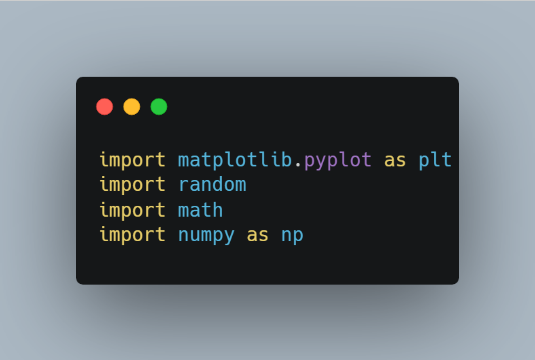 import matplotlib.pyplot as plt
import random
import math
import numpy as np